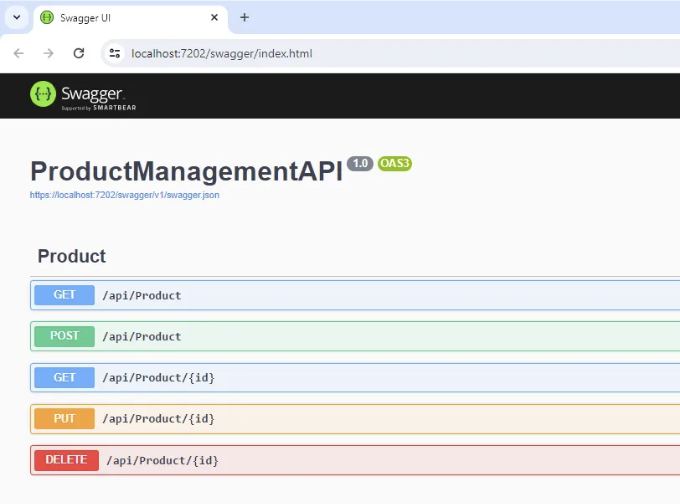 Swagger UI
localhost:7202/swagger/index.html
Swagger.
Supported by SMARTBEAR
ProductManagementAPI 1.0 OAS3
https://localhost:7202/swagger/v1/swagger.json
Product
GET /api/Product
POST /api/Product
GET /api/Product/{id}
PUT /api/Product/{id}
DELETE /api/Product/{id}